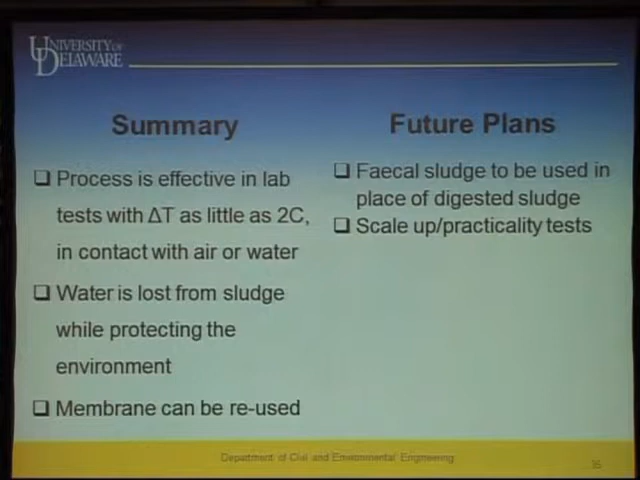 UNIVERSITY OF
DELAWARE
Summary
❑ Process is effective in lab
tests with ΔT as little as 2C,
in contact with air or water
❑ Water is lost from sludge
while protecting the
environment
❑ Membrane can be re-used
Future Plans
❑ Faecal sludge to be used in
place of digested sludge
❑ Scale up/practicality tests
Department of Civil and Environmental Engineering
16